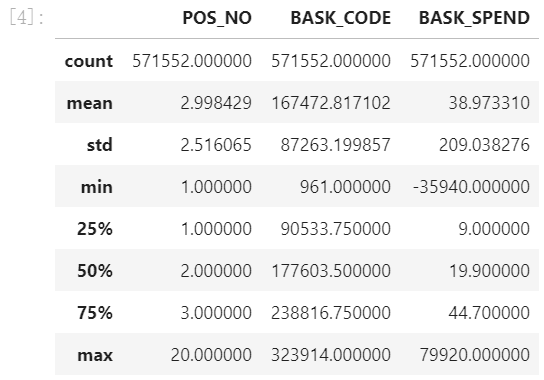 [4]:
POS_NO BASK_CODE BASK_SPEND
count 571552.000000 571552.000000 571552.000000
mean 2.998429 167472.817102 38.973310
std 2.516065 87263.199857 209.038276
min 1.000000 961.000000 -35940.000000
25% 1.000000 90533.750000 9.000000
50% 2.000000 177603.500000 19.900000
75% 3.000000 238816.750000 44.700000
max 20.000000 323914.000000 79920.000000